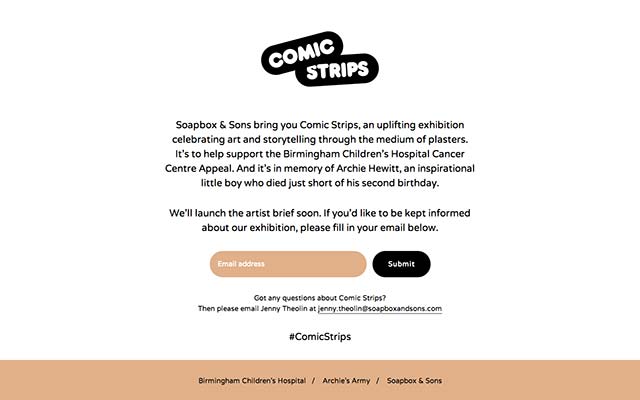 COMIC
STRIPS
Soapbox & Sons bring you Comic Strips, an uplifting exhibition
celebrating art and storytelling through the medium of plasters.
It's to help support the Birmingham Children's Hospital Cancer
Centre Appeal. And it's in memory of Archie Hewitt, an inspirational
little boy who died just short of his second birthday.
We'll launch the artist brief soon. If you'd like to be kept informed
about our exhibition, please fill in your email below.
Email address
Submit
Got any questions about Comic Strips?
Then please email Jenny Theolin at jenny.theolin@soapboxandsons.com
#ComicStrips
Birmingham Children's Hospital / Archie's Army / Soapbox & Sons